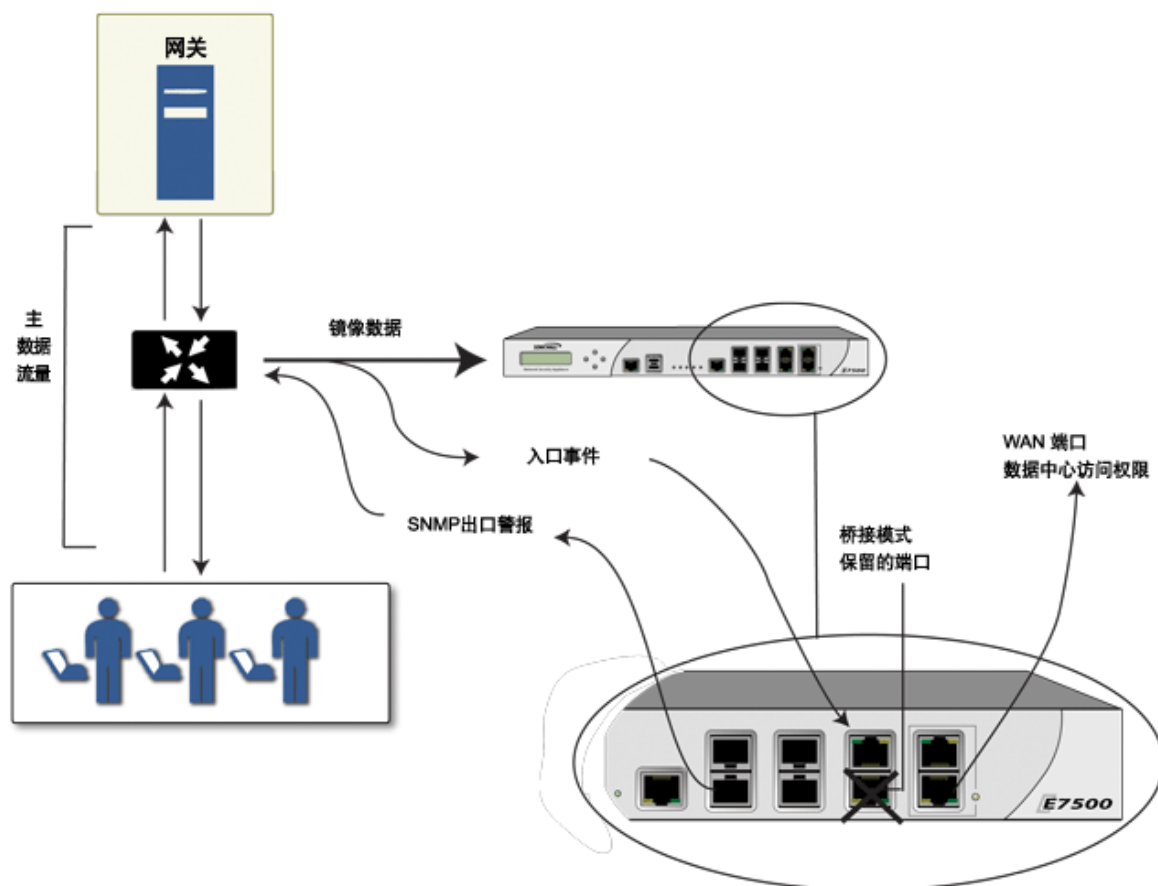 网关
主
数据
流量
镜像数据
E7500
入口事件
WAN 端口
数据中心访问权限
SNMP出口警报
桥接模式
保留的端口
E7500